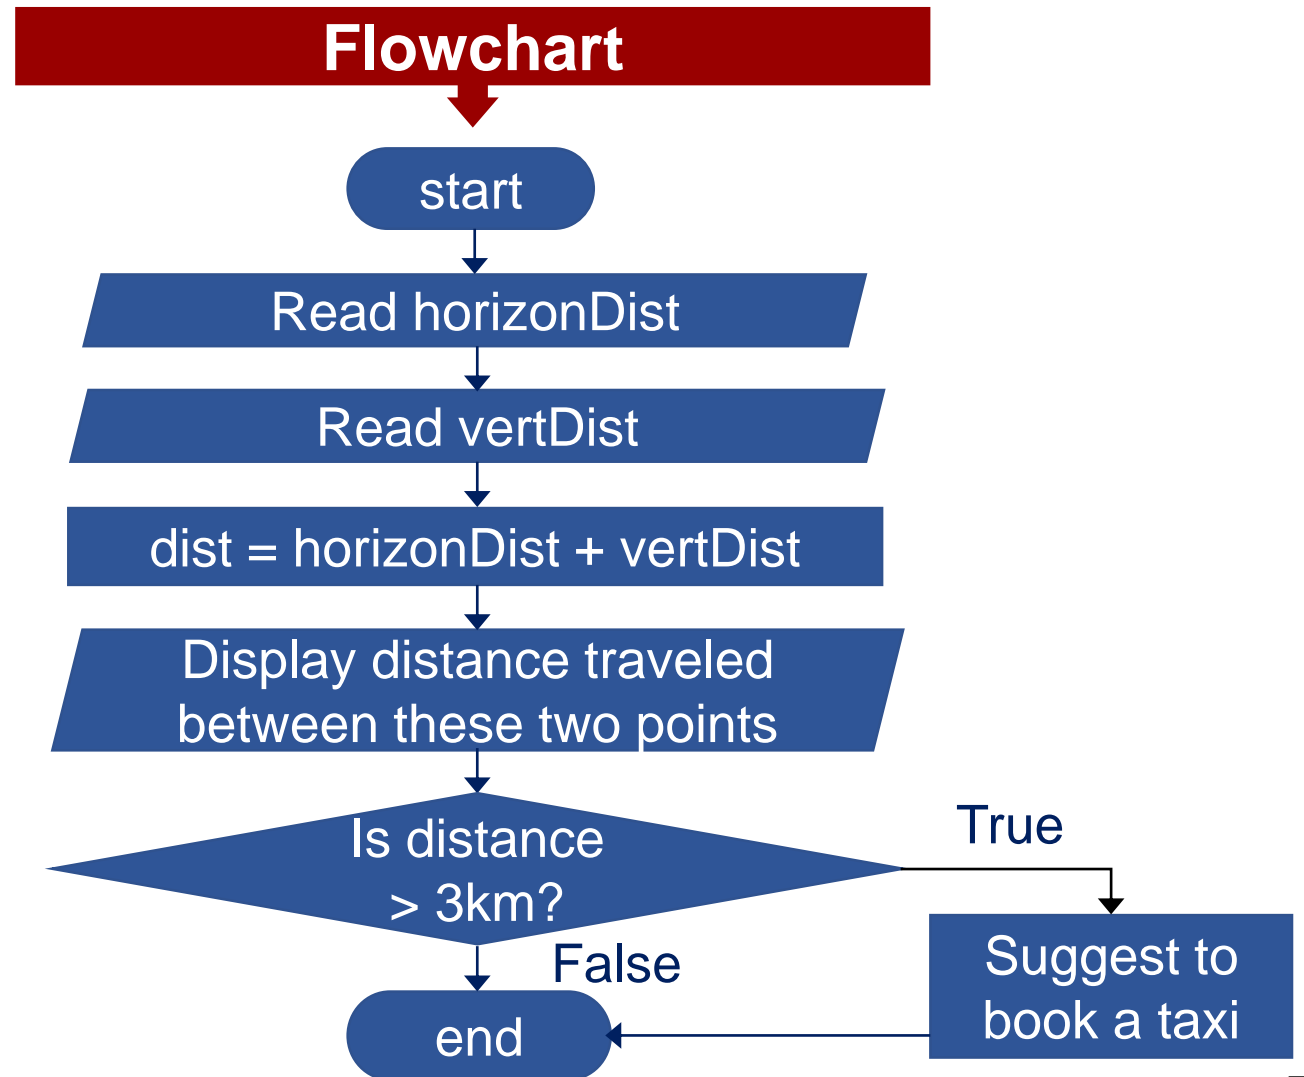 Flowchart
start
Read horizonDist
Read vertDist
dist = horizonDist + vertDist
Display distance traveled
between these two points
Is distance
> 3km?
True
False
Suggest to
book a taxi
end